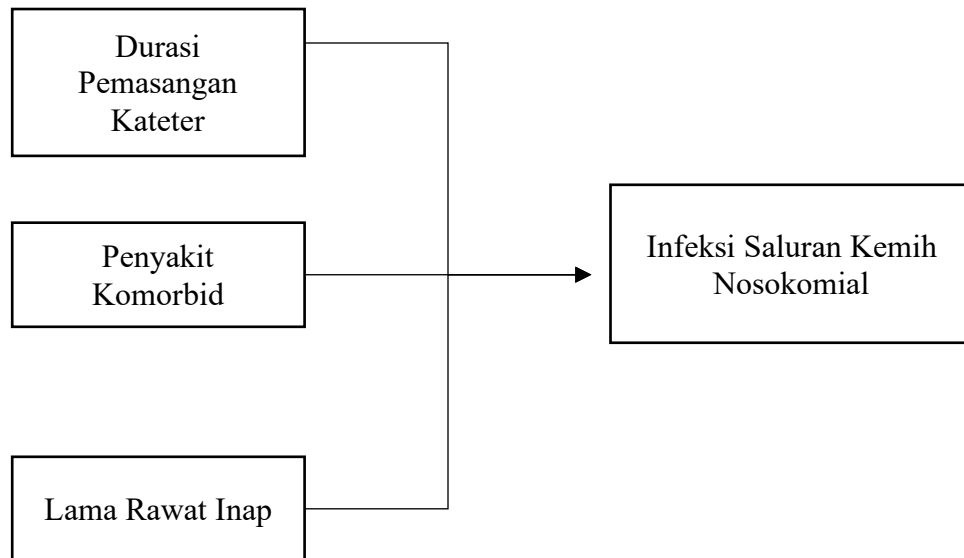 Durasi
Pemasangan
Kateter
Penyakit
Komorbid
Infeksi Saluran Kemih
Nosokomial
Lama Rawat Inap